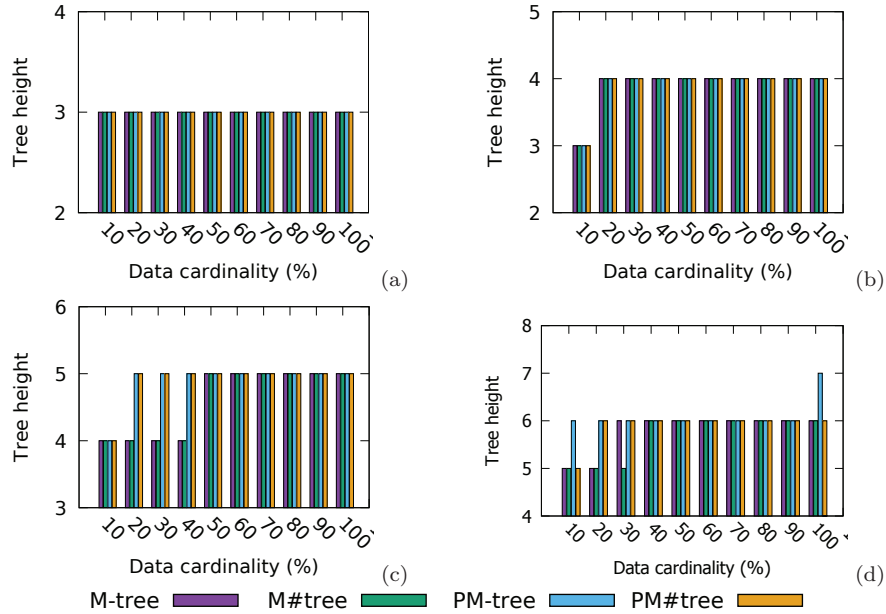 4
3
2
Tree height
10 20 30 40 50 60 70 80 90 100
Data cardinality (%)
(a)
5
4
3
2
Tree height
10 20 30 40 50 60 70 80 90 100
Data cardinality (%)
(b)
6
5
4
3
Tree height
10 20 30 40 50 60 70 80 90 100
Data cardinality (%)
(c)
8
7
6
5
4
Tree height
10 20 30 40 50 60 70 80 90 100
Data cardinality (%)
(d)
M-tree M#tree PM-tree PM#tree